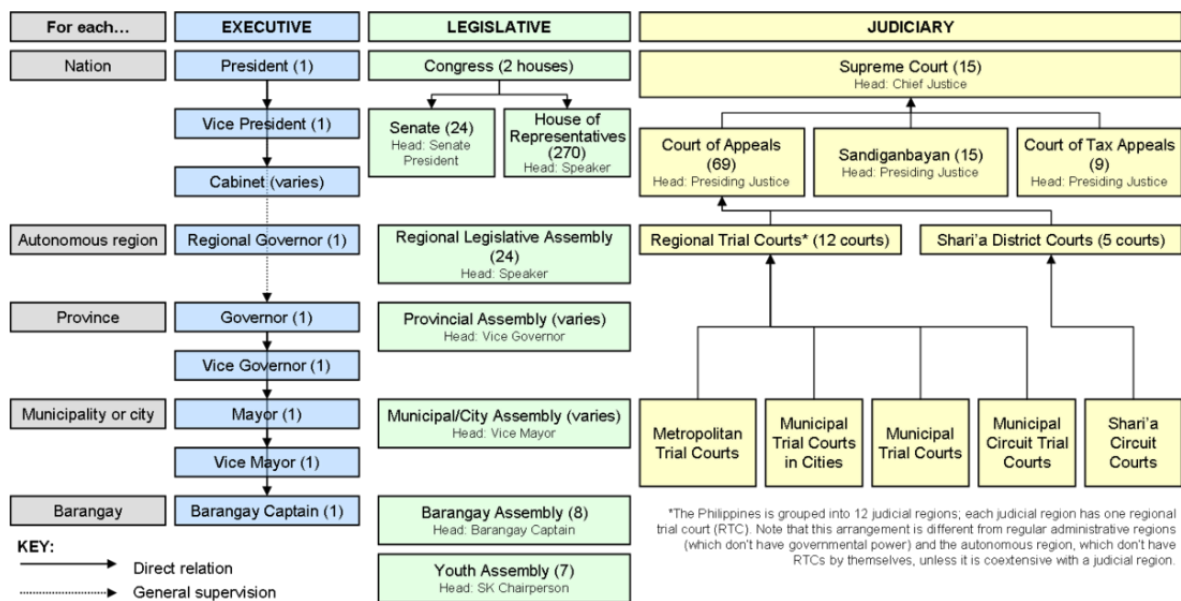 For each…
EXECUTIVE
LEGISLATIVE
JUDICIARY
Nation
President (1)
Congress (2 houses)
Supreme Court (15)
Head: Chief Justice
Vice President (1)
Senate (24)
Head: Senate
President
House of
Representatives
(270)
Head: Speaker
Court of Appeals
(69)
Head: Presiding Justice
Sandiganbayan (15)
Head: Presiding Justice
Court of Tax Appeals
(9)
Head: Presiding Justice
Cabinet (varies)
Autonomous region
Regional Governor (1)
Regional Legislative Assembly
(24)
Head: Speaker
Regional Trial Courts* (12 courts)
Shari'a District Courts (5 courts)
Province
Governor (1)
Provincial Assembly (varies)
Head: Vice Governor
Vice Governor (1)
Municipality or city
Mayor (1)
Municipal/City Assembly (varies)
Head: Vice Mayor
Metropolitan
Trial Courts
Municipal
Trial Courts
in Cities
Municipal
Trial Courts
Municipal
Circuit Trial
Courts
Shari'a
Circuit
Courts
Vice Mayor (1)
Barangay
Barangay Captain (1)
Barangay Assembly (8)
Head: Barangay Captain
*The Philippines is grouped into 12 judicial regions; each judicial region has one regional
trial court (RTC). Note that this arrangement is different from regular administrative regions
(which don't have governmental power) and the autonomous region, which don't have
RTCs by themselves, unless it is coextensive with a judicial region.
KEY:
Direct relation
General supervision
Youth Assembly (7)
Head: SK Chairperson